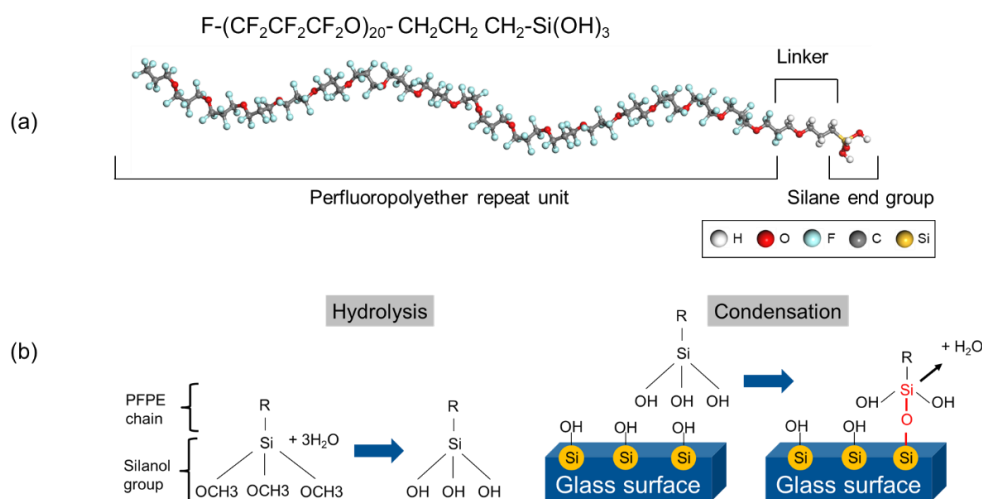 F-(CF₂CF₂CF₂O)₂₀-CH₂CH₂ CH₂-Si(OH)₃
Linker
(a)
Perfluoropolyether repeat unit
Silane end group
H O F C Si
Hydrolysis
Condensation
(b)
R
Si
OH OH OH
+ H₂O
R
Si
OH OH
O
PFPE
chain
Silanol
group
R
Si
+ 3H₂O
OCH3 OCH3 OCH3
R
Si
OH OH OH
OH OH OH
Si Si Si
Glass surface
OH OH
Si Si Si
Glass surface